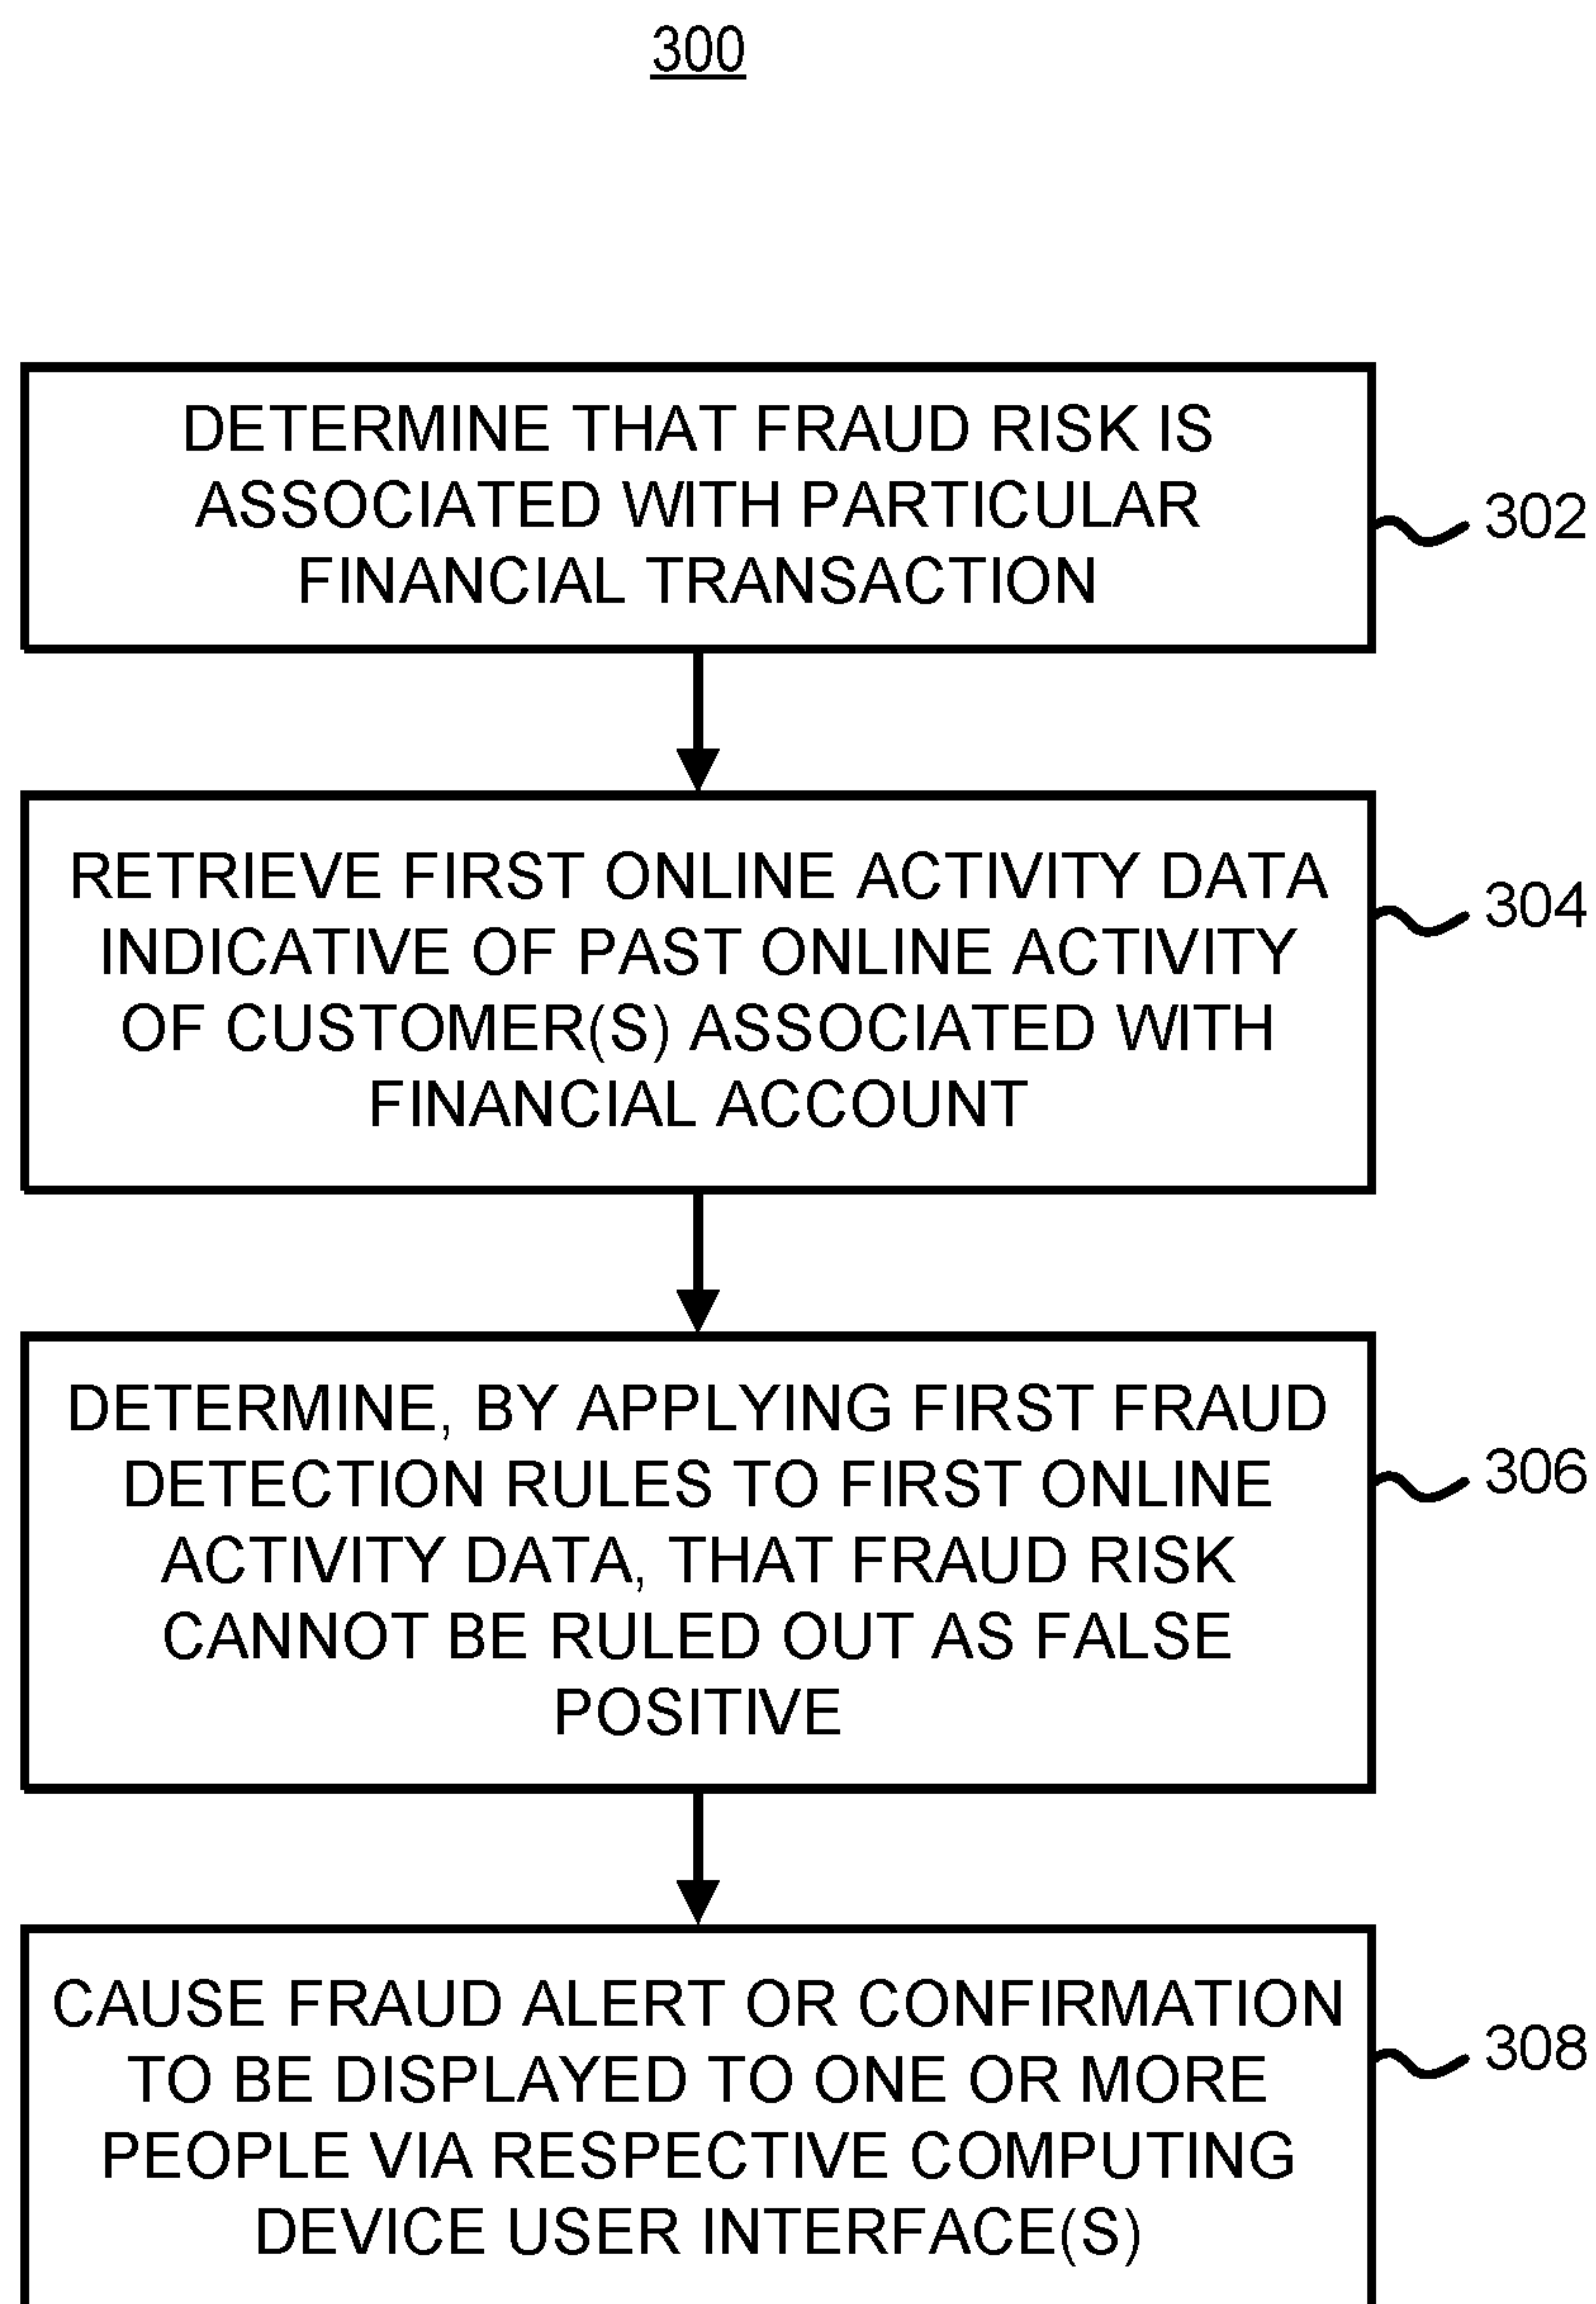 300
DETERMINE THAT FRAUD RISK IS
ASSOCIATED WITH PARTICULAR
FINANCIAL TRANSACTION
302
RETRIEVE FIRST ONLINE ACTIVITY DATA
INDICATIVE OF PAST ONLINE ACTIVITY
OF CUSTOMER(S) ASSOCIATED WITH
FINANCIAL ACCOUNT
304
DETERMINE, BY APPLYING FIRST FRAUD
DETECTION RULES TO FIRST ONLINE
ACTIVITY DATA, THAT FRAUD RISK
CANNOT BE RULED OUT AS FALSE
POSITIVE
306
CAUSE FRAUD ALERT OR CONFIRMATION
TO BE DISPLAYED TO ONE OR MORE
PEOPLE VIA RESPECTIVE COMPUTING
DEVICE USER INTERFACE(S)
308